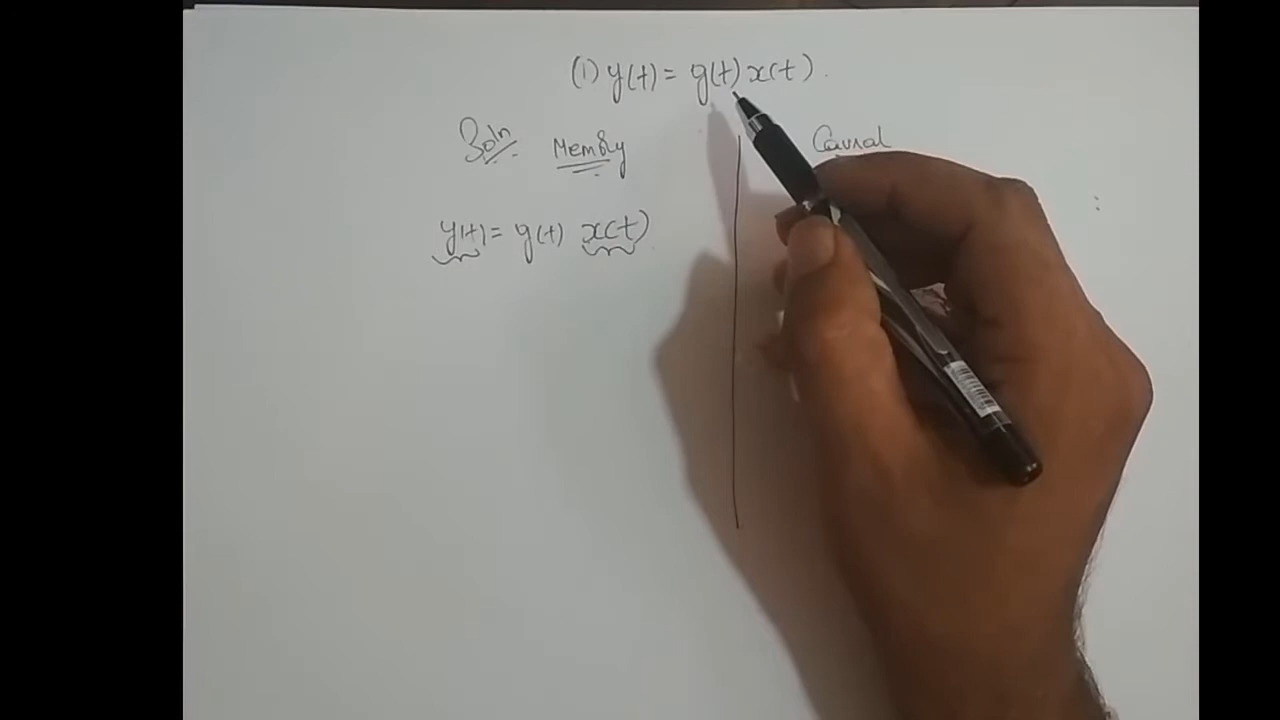 (1) y(t) = g(t) x(t).
Soln Memory
Causal
y(t) = g(t) x(t)